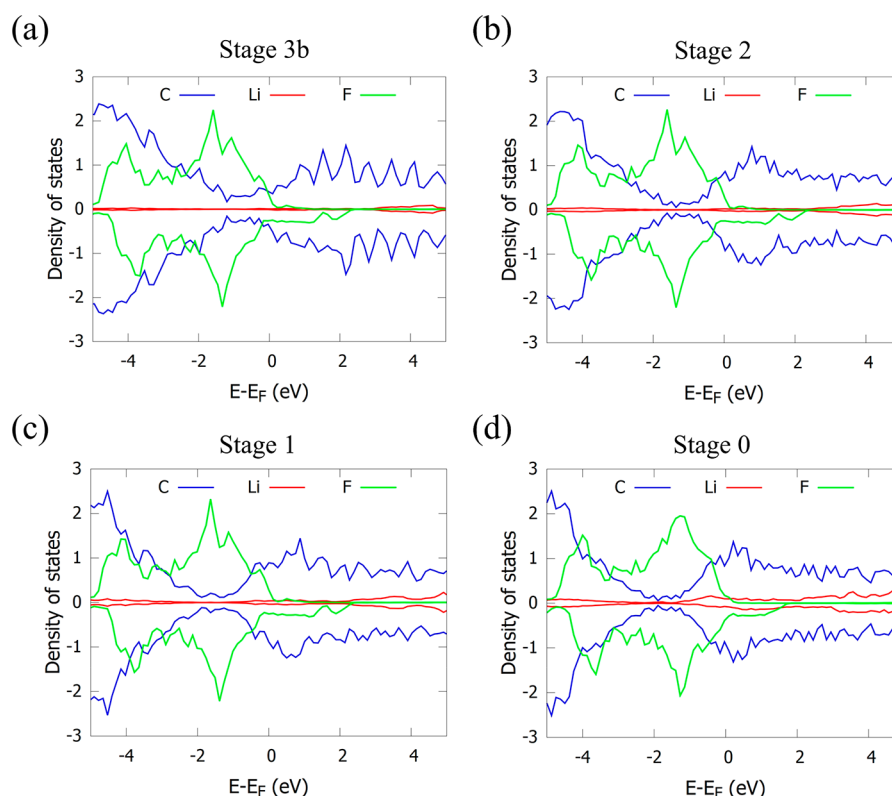 (a)
Stage 3b
C Li F
3
2
1
0
-1
-2
-3
Density of states
-4 -2 0 2 4
E-EF (eV)
(b)
Stage 2
C Li F
3
2
1
0
-1
-2
-3
Density of states
-4 -2 0 2 4
E-EF (eV)
(c)
Stage 1
C Li F
3
2
1
0
-1
-2
-3
Density of states
-4 -2 0 2 4
E-EF (eV)
(d)
Stage 0
C Li F
3
2
1
0
-1
-2
-3
Density of states
-4 -2 0 2 4
E-EF (eV)